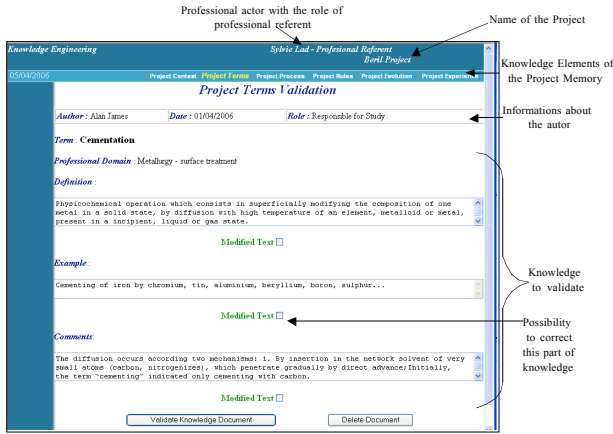 Professional actor with the role of
professional referent
Name of the Project
Knowledge Engineering
Sylvie Lad - Profesional Referent
Beril Project
05/04/2006
Project Context Project Terms Project Process Project Rules Project Evolution Project Experience
Knowledge Elements of
the Project Memory
Project Terms Validation
Informations about
the autor
Author : Alan James
Date : 01/04/2006
Role : Responsible for Study
Term : Cementation
Professional Domain : Metallurgy - surface treatment
Definition :
Physicochemical operation which consists in superficially modifying the composition of one
metal in a solid state, by diffusion with high temperature of an element, metalloid or metal,
present in a incipient, liquid or gas state.
Modified Text
Example :
Cementing of iron by chromium, tin, aluminium, beryllium, boron, sulphur...
Modified Text
Knowledge
to validate
Possibility
to correct
this part of
knowledge
Comments:
The diffusion occurs according two mechanisms: 1. By insertion in the network solvent of very
small atoms (carbon, nitrogenizes), which penetrate gradually by direct advance;Initially,
the term "cementing" indicated only cementing with carbon.
Modified Text
Validate Knowledge Document
Delete Document